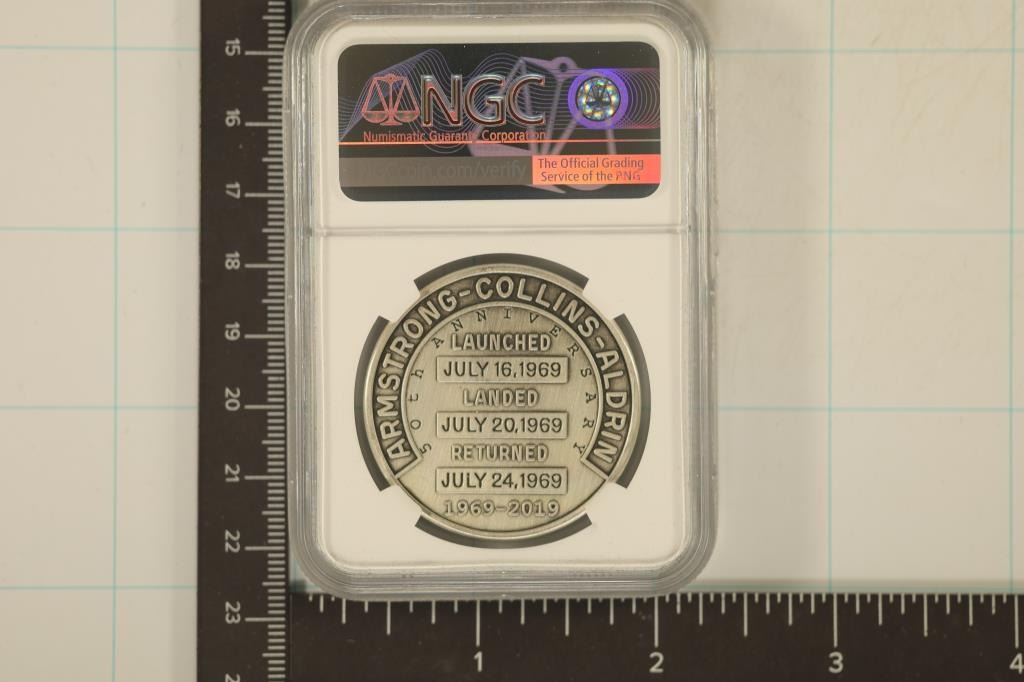 NGC
Numismatic Guaranty Corporation
coin.com/verify
The Official Grading
Service of the PNG
ARMSTRONG-COLLINS-ALDRIN
50th ANNIVERSARY
LAUNCHED
JULY 16,1969
LANDED
JULY 20,1969
RETURNED
JULY 24,1969
1969-2019
15
16
17
18
19
20
21
22
23
1 2 3 4